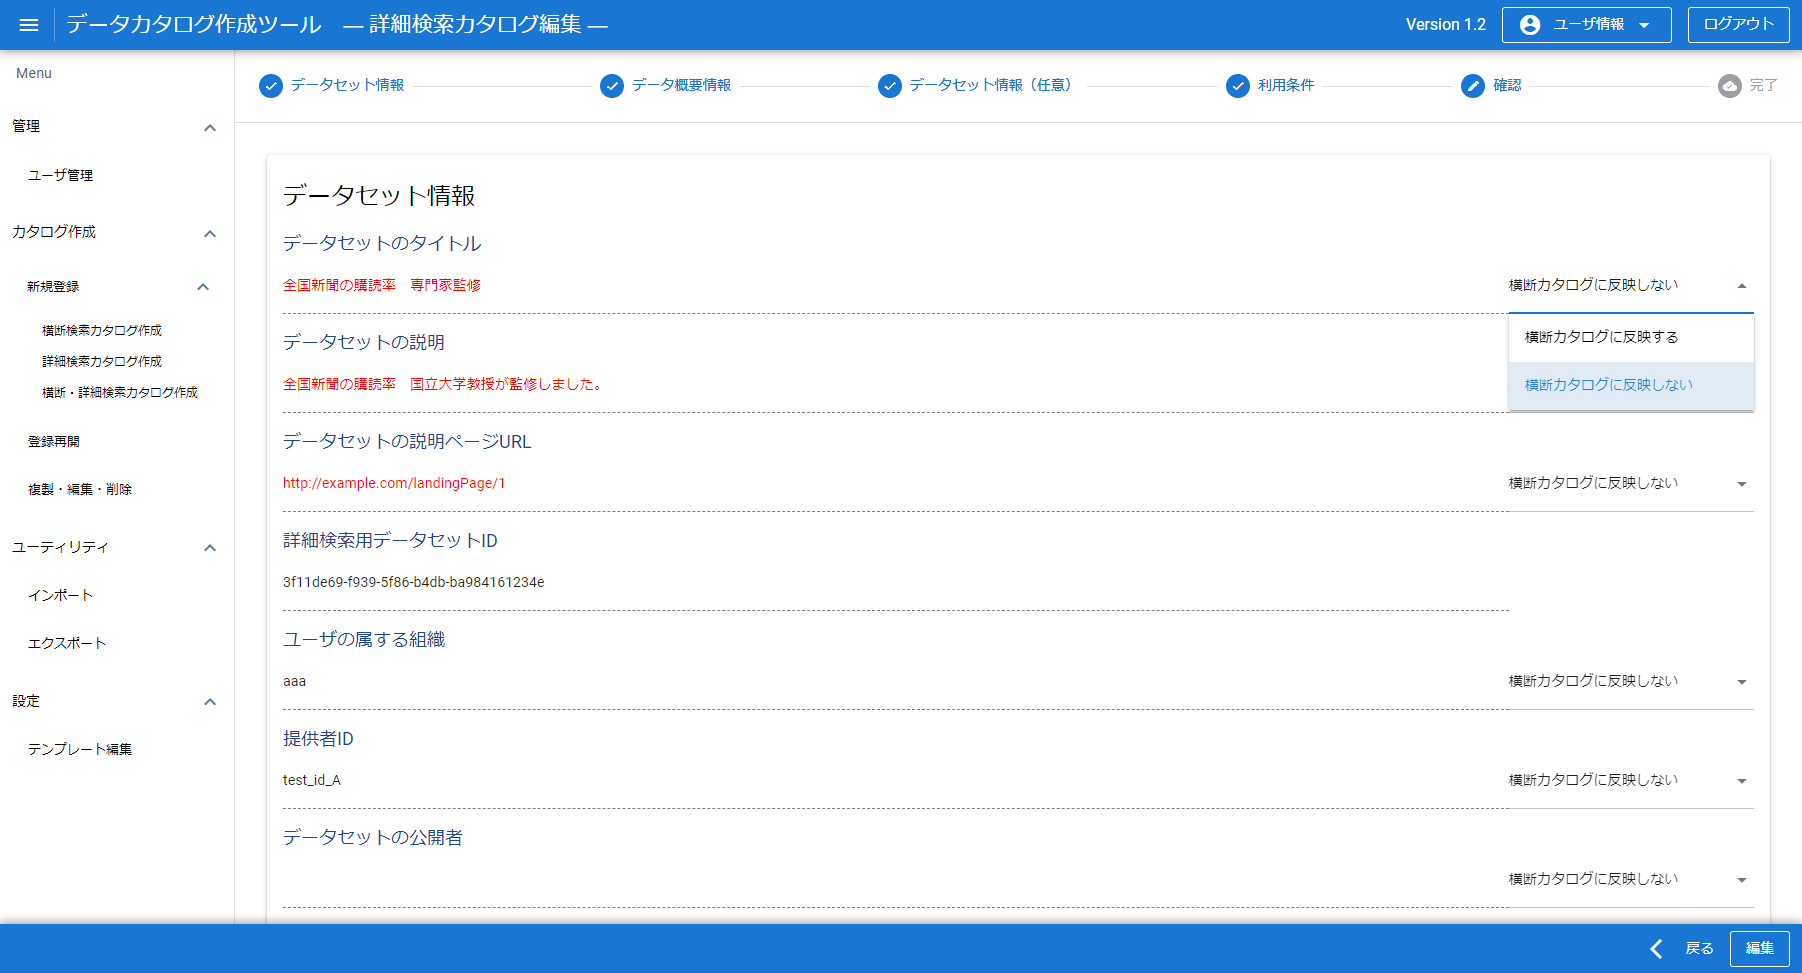 データカタログ作成ツール　― 詳細検索カタログ編集 ―
Version 1.2
ユーザ情報
ログアウト
Menu
管理
ユーザ管理
カタログ作成
新規登録
横断検索カタログ作成
詳細検索カタログ作成
横断・詳細検索カタログ作成
登録再開
複製・編集・削除
ユーティリティ
インポート
エクスポート
設定
テンプレート編集
データセット情報
データ概要情報
データセット情報（任意）
利用条件
確認
完了
データセット情報
データセットのタイトル
全国新聞の購読率　専門家監修
横断カタログに反映しない
横断カタログに反映する
横断カタログに反映しない
データセットの説明
全国新聞の購読率　国立大学教授が監修しました。
データセットの説明ページURL
http://example.com/landingPage/1
横断カタログに反映しない
詳細検索用データセットID
3f11de69-f939-5f86-b4db-ba984161234e
ユーザの属する組織
aaa
横断カタログに反映しない
提供者ID
test_id_A
横断カタログに反映しない
データセットの公開者
横断カタログに反映しない
戻る
編集